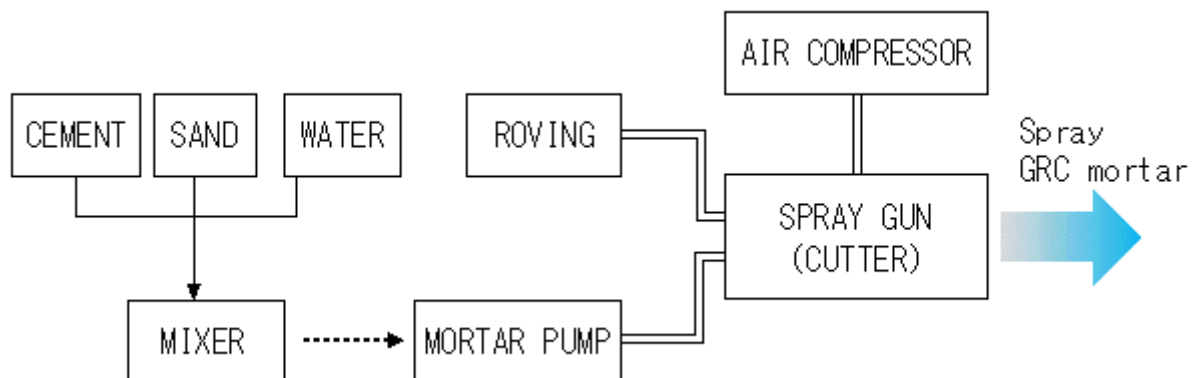 AIR COMPRESSOR
CEMENT
SAND
WATER
ROVING
Spray
GRC mortar
SPRAY GUN
(CUTTER)
MIXER
MORTAR PUMP